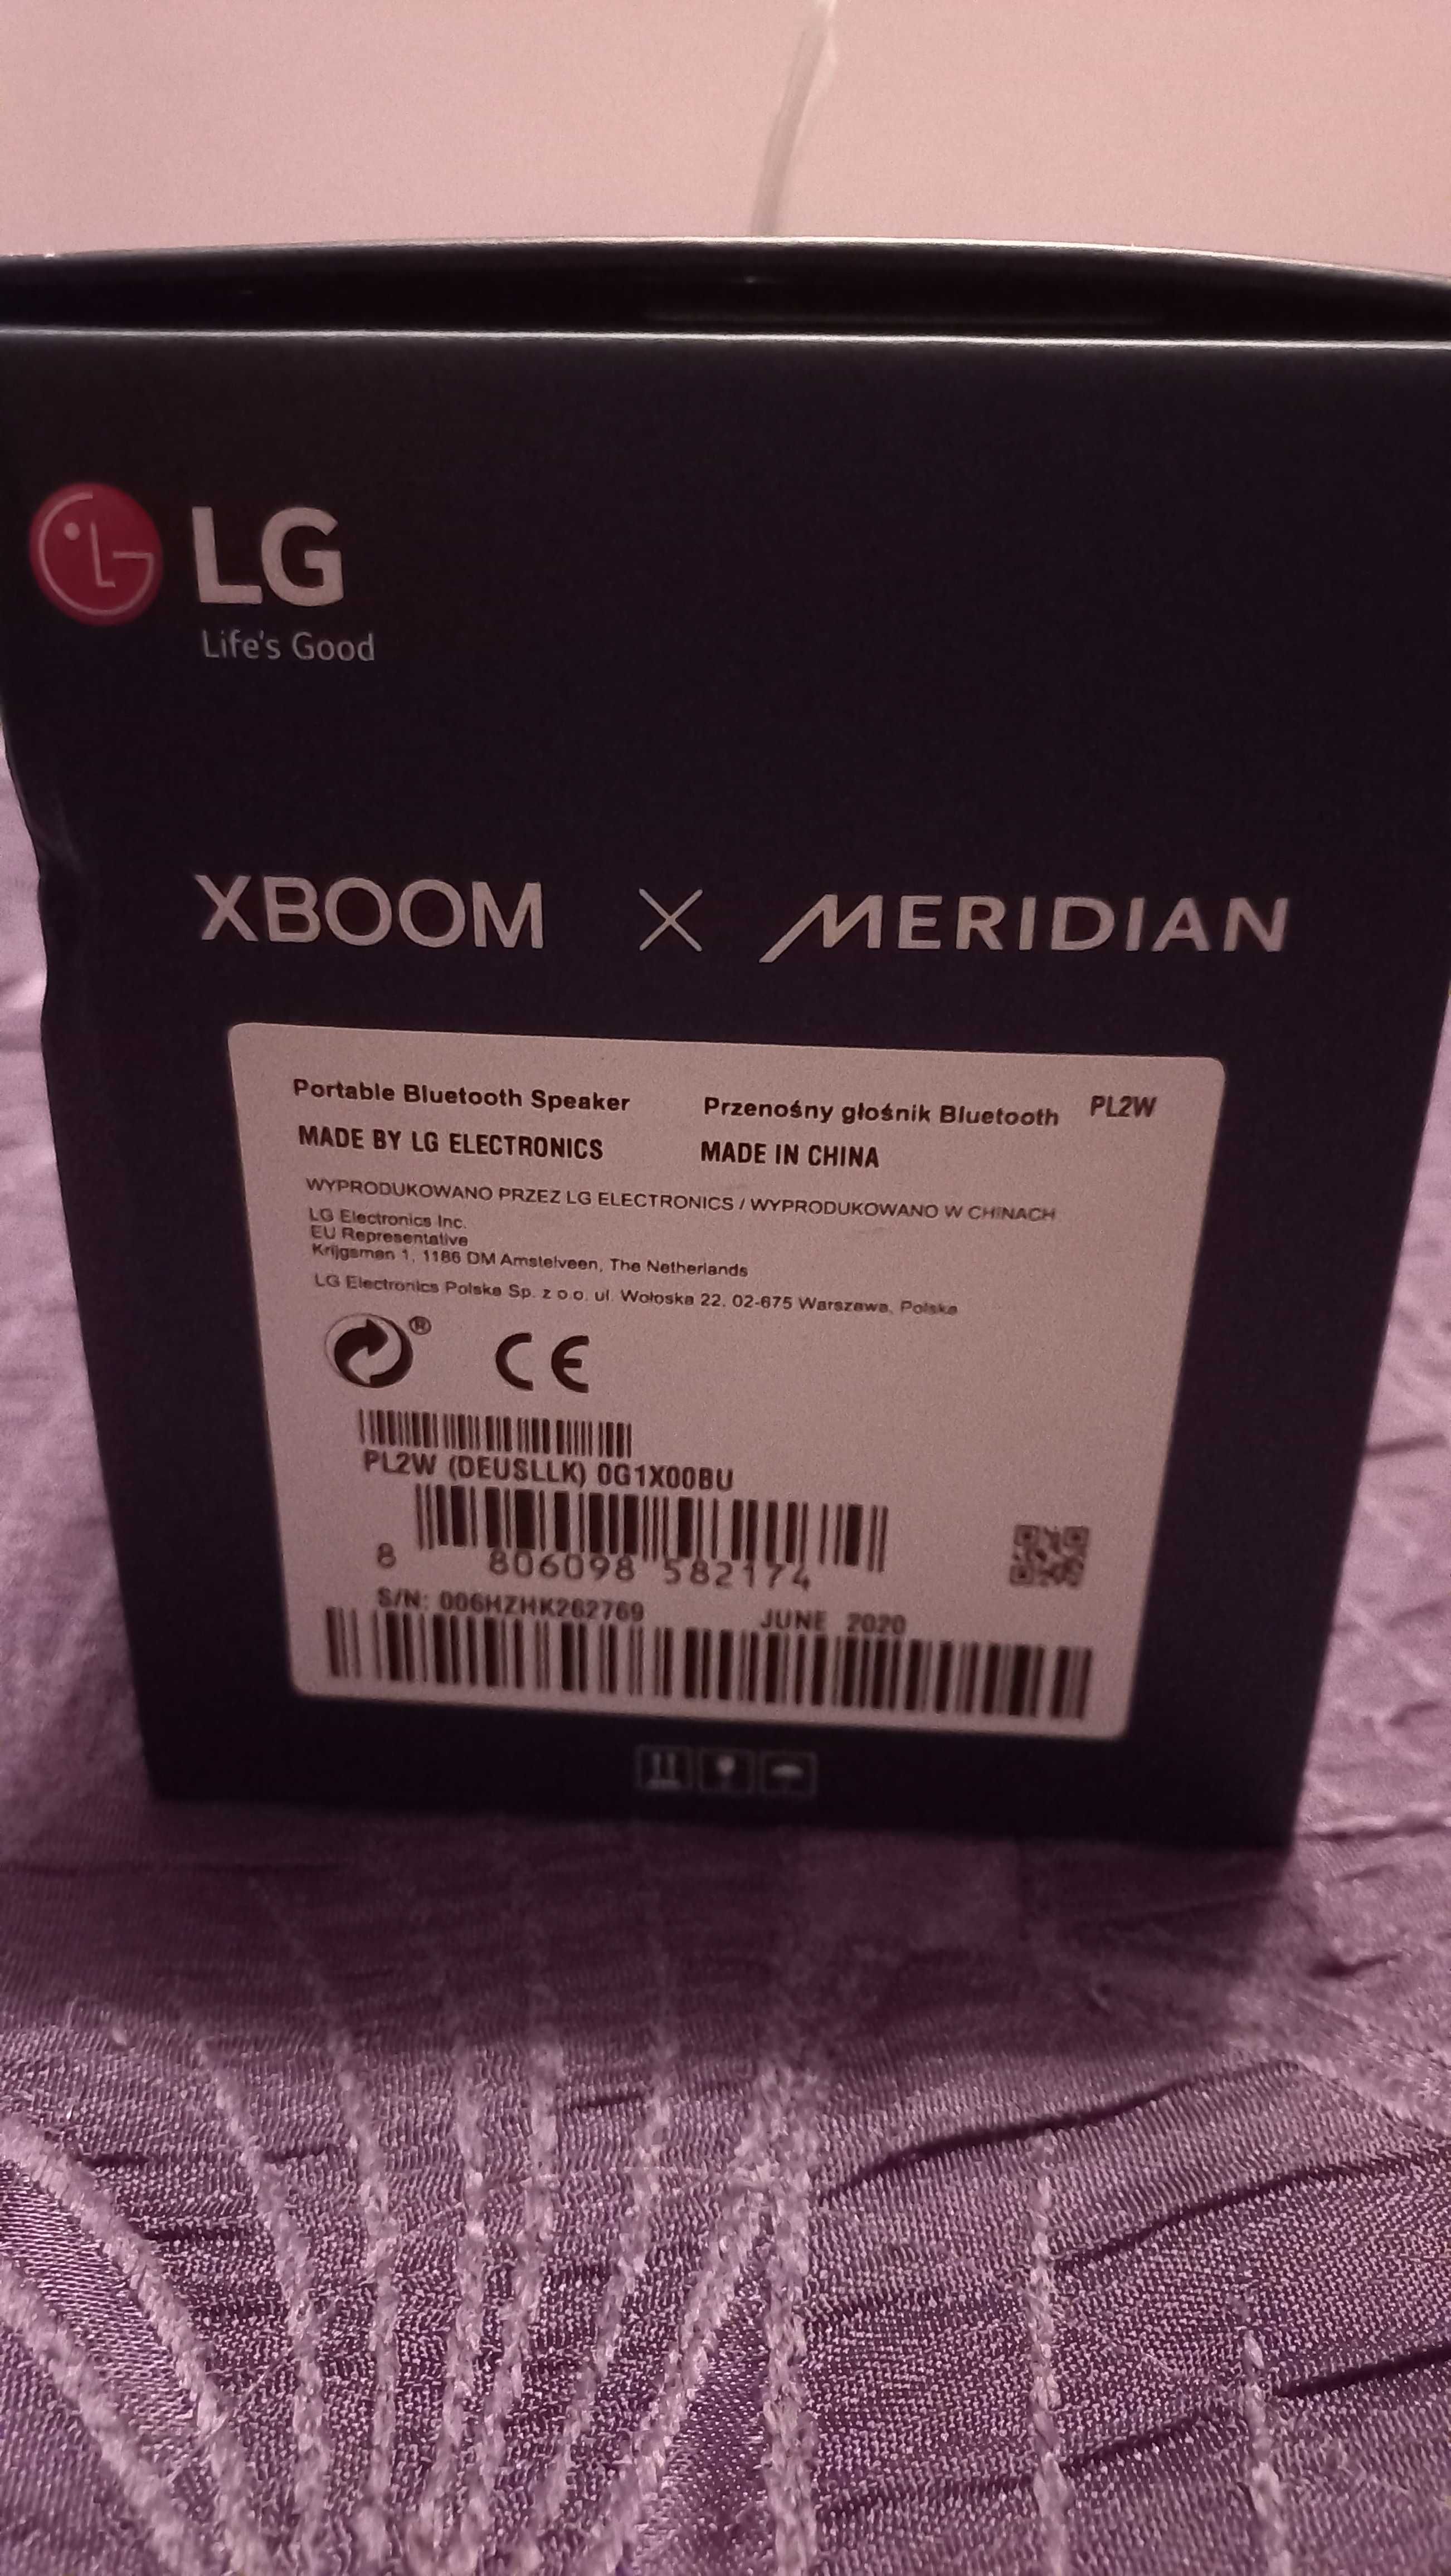 LG
Life's Good
XBOOM X MERIDIAN
Portable Bluetooth Speaker Przenośny głośnik Bluetooth PL2W
MADE BY LG ELECTRONICS MADE IN CHINA
WYPRODUKOWANO PRZEZ LG ELECTRONICS / WYPRODUKOWANO W CHINACH
LG Electronics Inc.
EU Representative
Krijgsman 1, 1186 DM Amstelveen, The Netherlands
LG Electronics Polska Sp. z o.o. ul. Wołoska 22, 02-675 Warszawa, Polska
® CE
PL2W (DEUSLLK) 0G1X00BU
8 806098 582174
S/N: 006HZHK262769 JUNE 2020